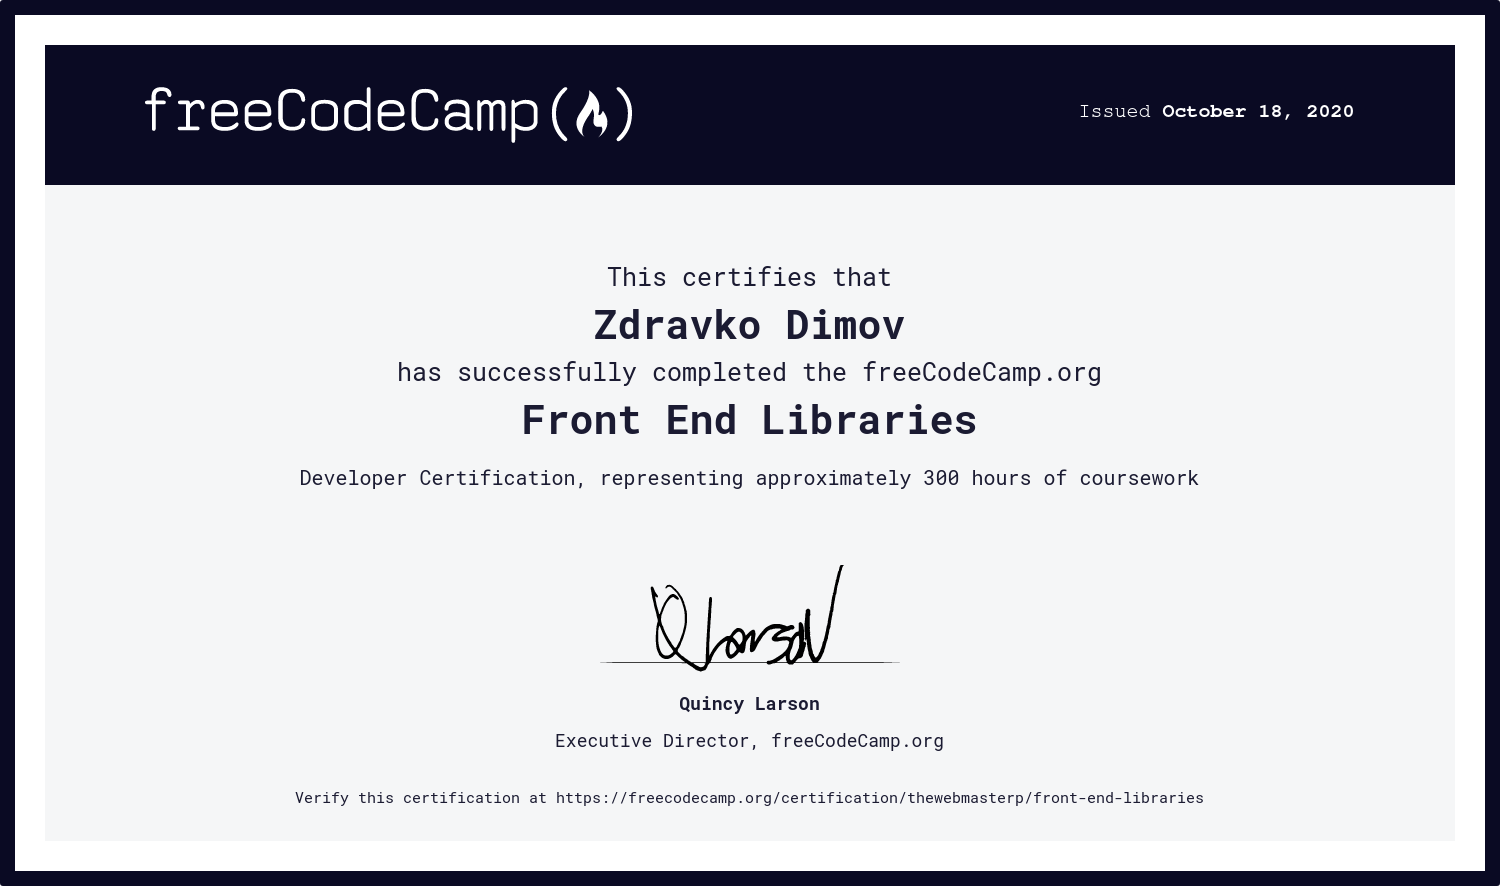 freeCodeCamp(🔥)
Issued October 18, 2020
This certifies that
Zdravko Dimov
has successfully completed the freeCodeCamp.org
Front End Libraries
Developer Certification, representing approximately 300 hours of coursework
Q Larson
Quincy Larson
Executive Director, freeCodeCamp.org
Verify this certification at https://freecodecamp.org/certification/thewebmasterp/front-end-libraries